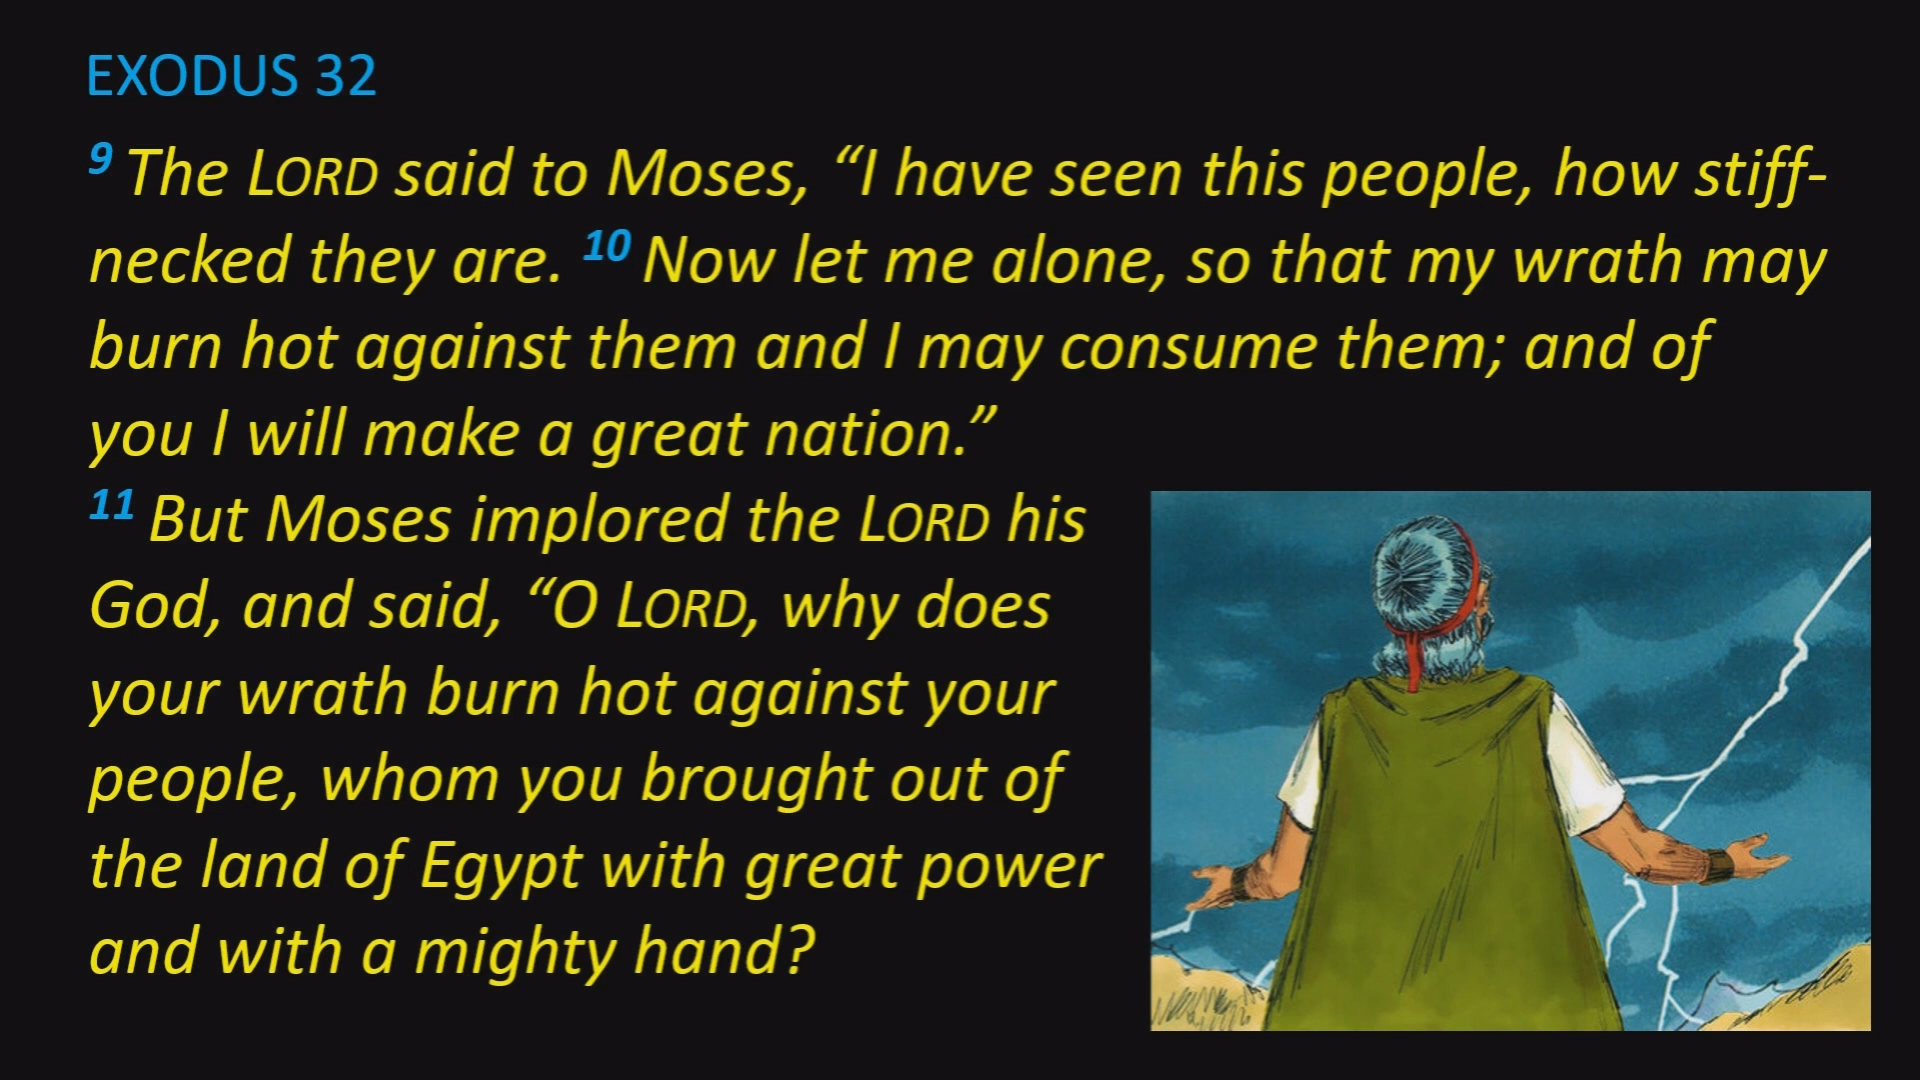 EXODUS 32
9 The LORD said to Moses, “I have seen this people, how stiff-
necked they are. 10 Now let me alone, so that my wrath may
burn hot against them and I may consume them; and of
you I will make a great nation.”
11 But Moses implored the LORD his
God, and said, “O LORD, why does
your wrath burn hot against your
people, whom you brought out of
the land of Egypt with great power
and with a mighty hand?